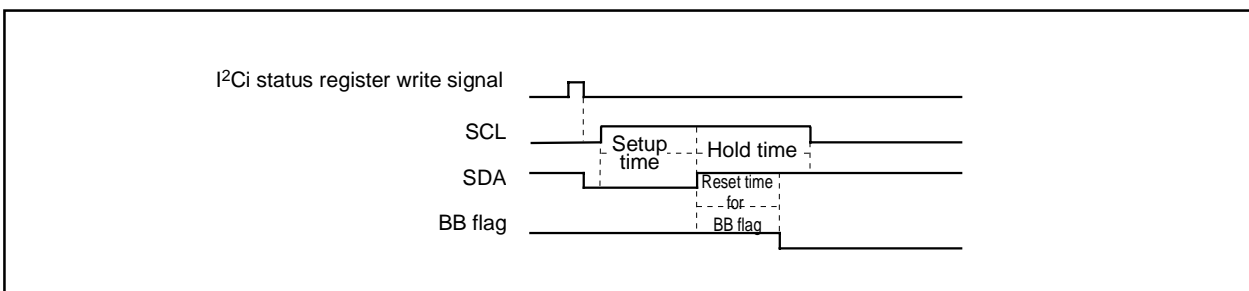 I²Ci status register write signal
SCL
Setup
time
Hold time
SDA
Reset time
for
BB flag
BB flag